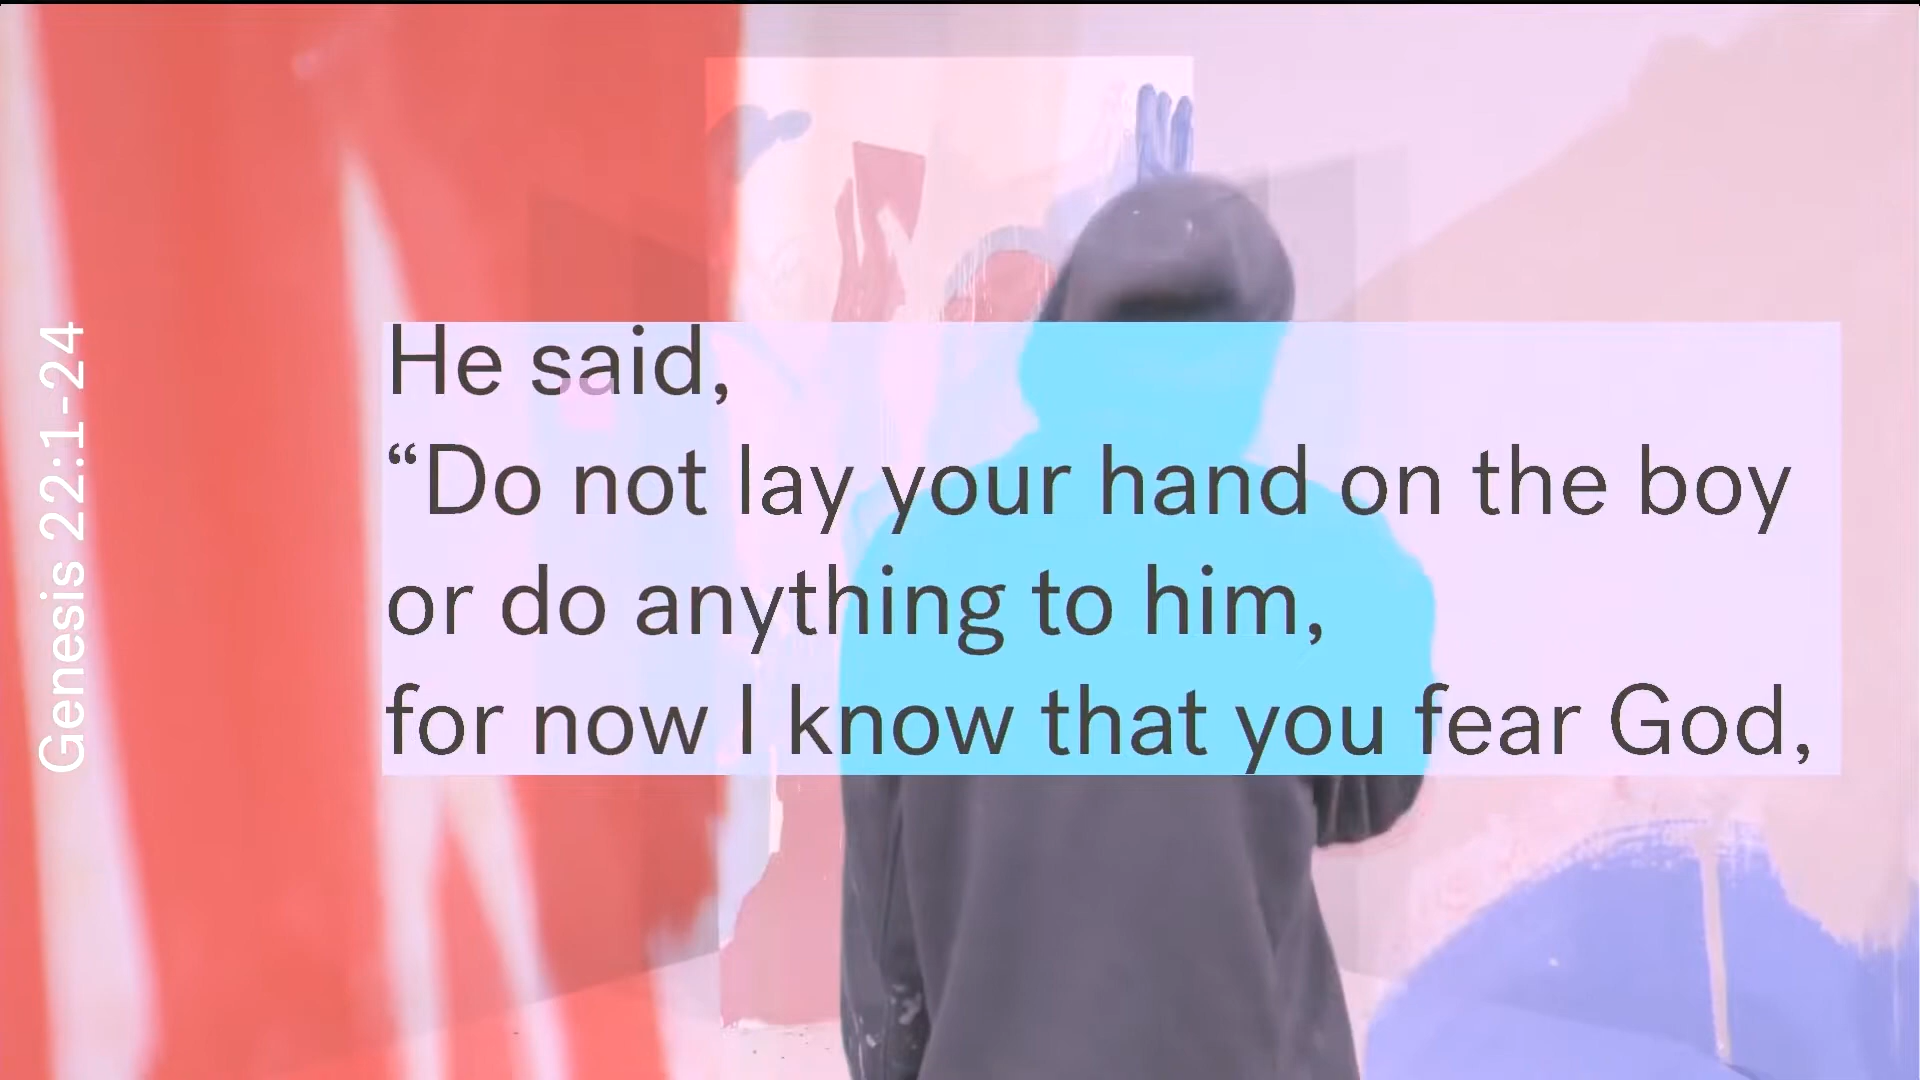 Genesis 22:1-24
He said,
“Do not lay your hand on the boy
or do anything to him,
for now I know that you fear God,